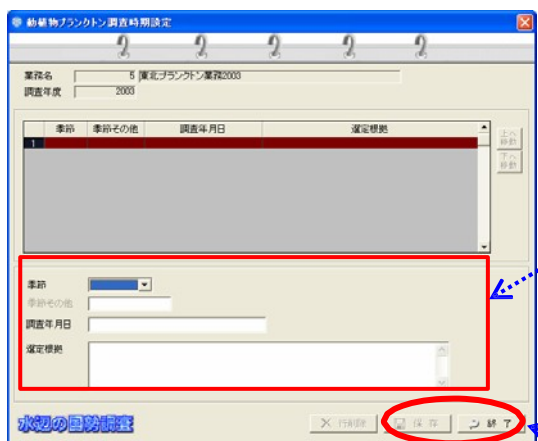 動植物プランクトン調査時期設定
業務名 5 東北プランクトン業務2003
調査年度 2003
季節 季節その他 調査年月日 選定根拠
1
上へ
移動
下へ
移動
季節
季節その他
調査年月日
選定根拠
水辺の国勢調査
行削除 保存 終了